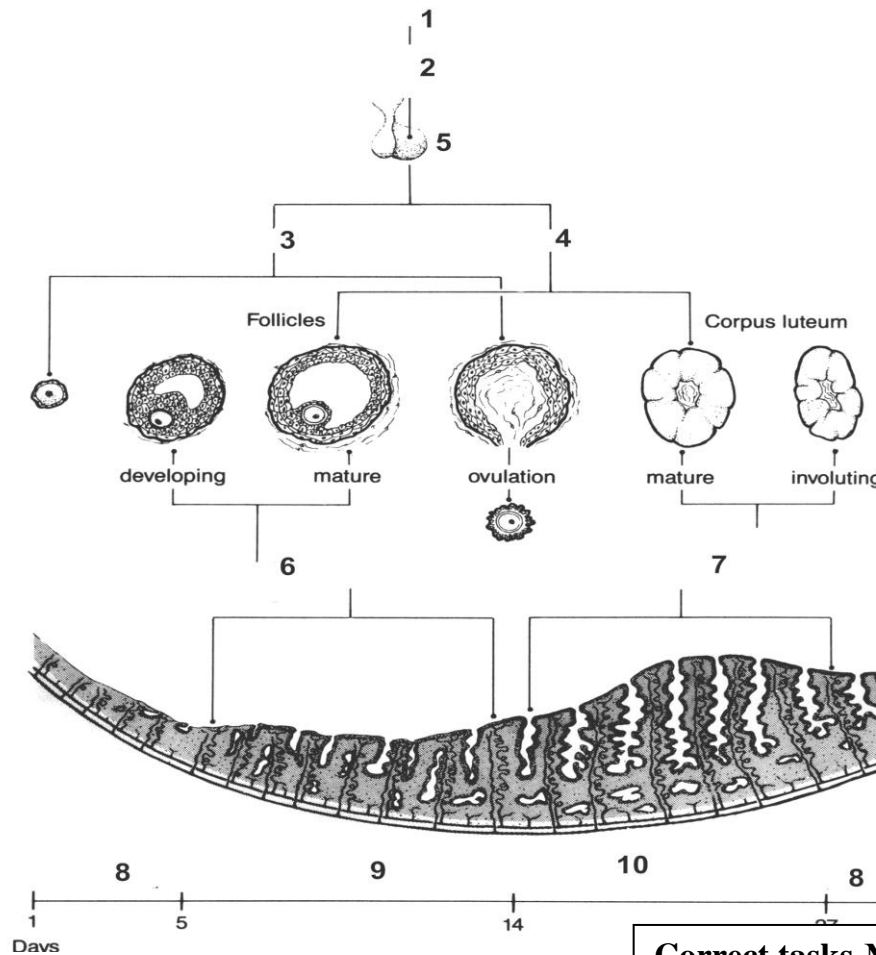 1
2
5
3 4
Follicles Corpus luteum
developing mature ovulation mature involuting
6 7
8 9 10 8
1 5 14 27
Days
Correct tasks